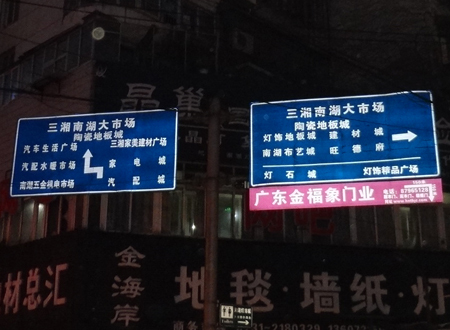 三湘南湖大市场
陶瓷地板城
汽车生活广场 三湘家美建材广场
汽配水暖市场 家电城
南湖五金机电市场 汽配城
三湘南湖大市场
陶瓷地板城
灯饰地板城 建材城
南湖布艺城 旺德府
灯石城 灯饰精品广场
广东金福象门业
晶巢
材总汇
金海岸
地毯·墙纸·灯